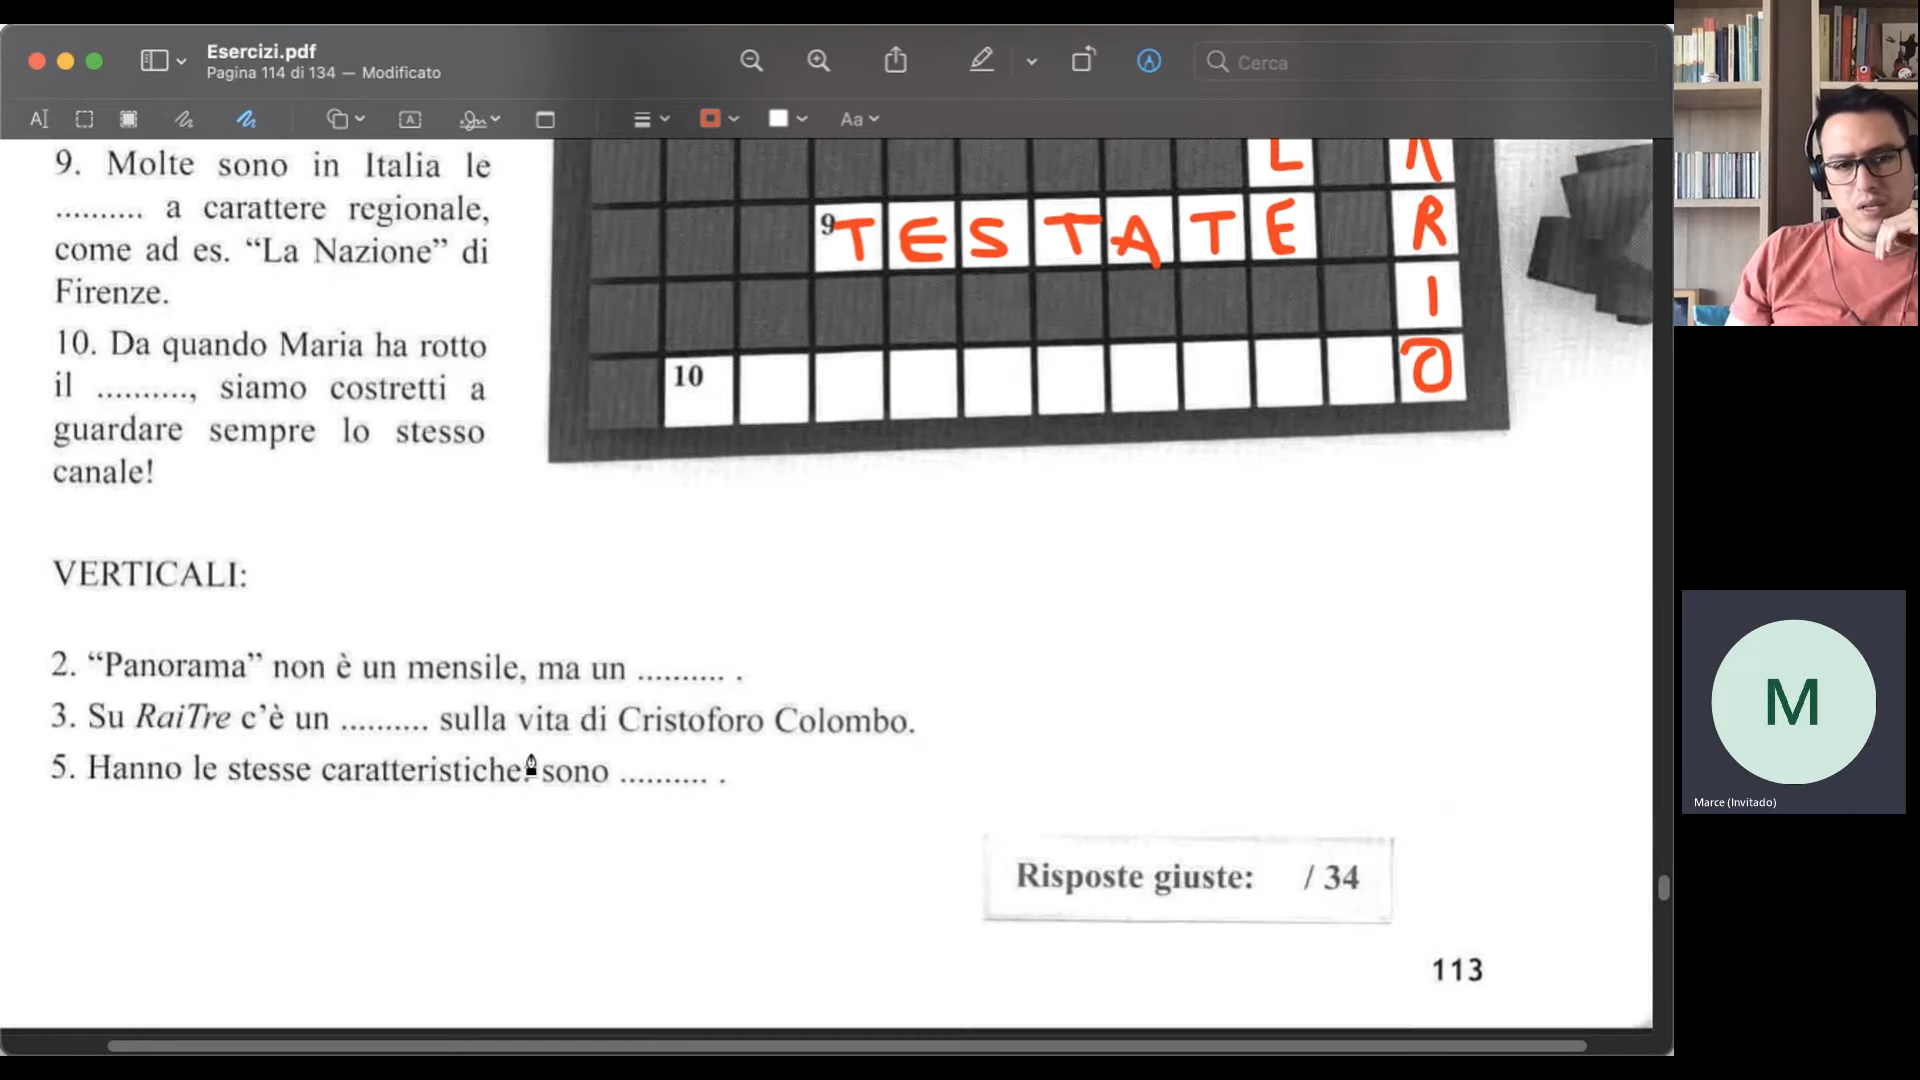 Esercizi.pdf
Pagina 114 di 134 — Modificato
Cerca
Aa
9. Molte sono in Italia le
.......... a carattere regionale,
come ad es. “La Nazione” di
Firenze.
10. Da quando Maria ha rotto
il .........., siamo costretti a
guardare sempre lo stesso
canale!
L
A
9 T E S T A T E
R
I
10
O
VERTICALI:
2. “Panorama” non è un mensile, ma un .......... .
3. Su RaiTre c’è un .......... sulla vita di Cristoforo Colombo.
5. Hanno le stesse caratteristiche: sono .......... .
Risposte giuste: / 34
113
M
Marce (Invitado)